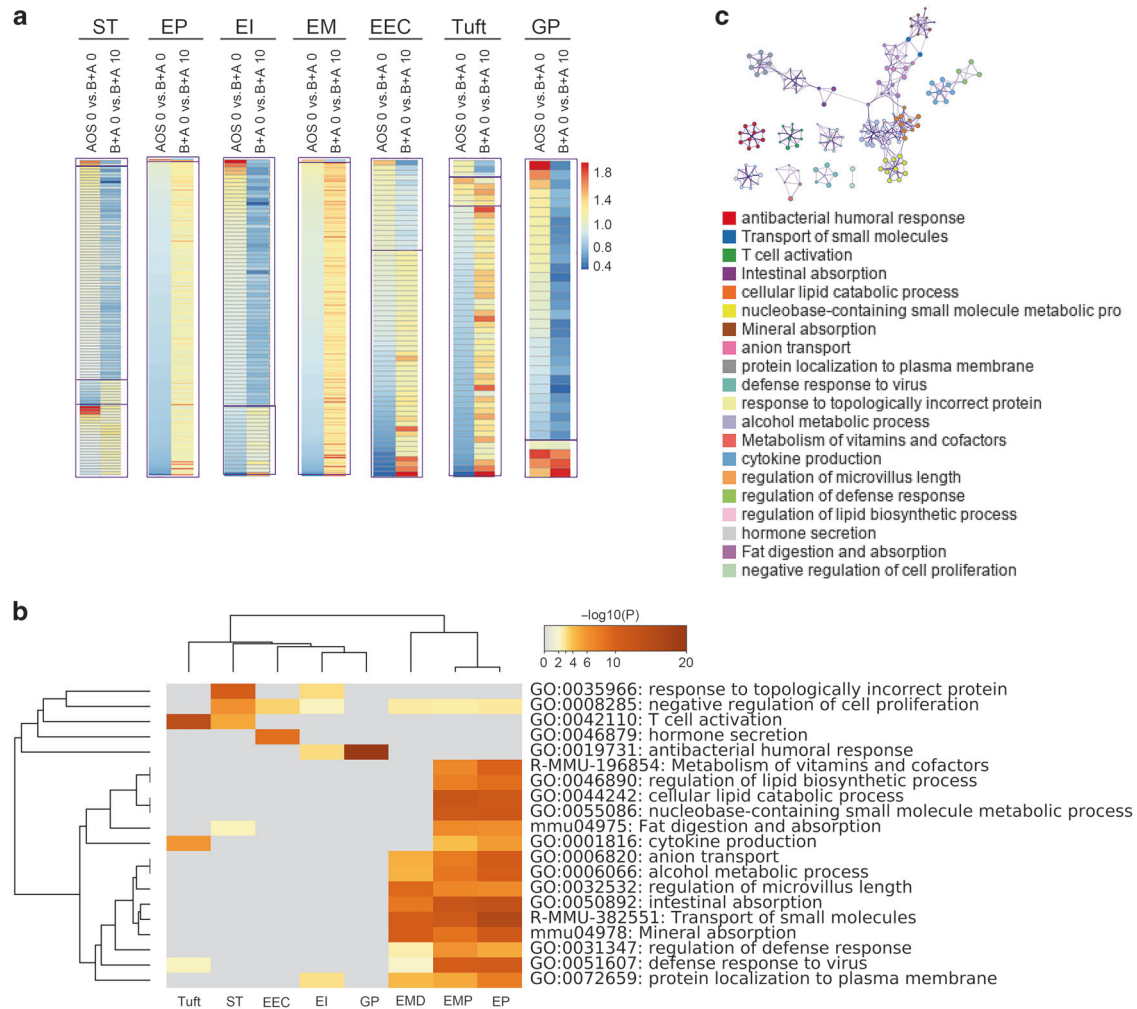 a
ST EP EI EM EEC Tuft GP
AOS 0 vs.B+A 0
B+A 0 vs.B+A 10
AOS 0 vs.B+A 0
B+A 0 vs.B+A 10
AOS 0 vs.B+A 0
B+A 0 vs.B+A 10
AOS 0 vs.B+A 0
B+A 0 vs.B+A 10
AOS 0 vs.B+A 0
B+A 0 vs.B+A 10
AOS 0 vs.B+A 0
B+A 0 vs.B+A 10
AOS 0 vs.B+A 0
B+A 0 vs.B+A 10
1.8
1.4
1.0
0.8
0.4
c
antibacterial humoral response
Transport of small molecules
T cell activation
Intestinal absorption
cellular lipid catabolic process
nucleobase-containing small molecule metabolic pro
Mineral absorption
anion transport
protein localization to plasma membrane
defense response to virus
response to topologically incorrect protein
alcohol metabolic process
Metabolism of vitamins and cofactors
cytokine production
regulation of microvillus length
regulation of defense response
regulation of lipid biosynthetic process
hormone secretion
Fat digestion and absorption
negative regulation of cell proliferation
b
–log10(P)
0 2 3 4 6 10 20
GO:0035966: response to topologically incorrect protein
GO:0008285: negative regulation of cell proliferation
GO:0042110: T cell activation
GO:0046879: hormone secretion
GO:0019731: antibacterial humoral response
R-MMU-196854: Metabolism of vitamins and cofactors
GO:0046890: regulation of lipid biosynthetic process
GO:0044242: cellular lipid catabolic process
GO:0055086: nucleobase-containing small molecule metabolic process
mmu04975: Fat digestion and absorption
GO:0001816: cytokine production
GO:0006820: anion transport
GO:0006066: alcohol metabolic process
GO:0032532: regulation of microvillus length
GO:0050892: intestinal absorption
R-MMU-382551: Transport of small molecules
mmu04978: Mineral absorption
GO:0031347: regulation of defense response
GO:0051607: defense response to virus
GO:0072659: protein localization to plasma membrane
Tuft ST EEC EI GP EMD EMP EP